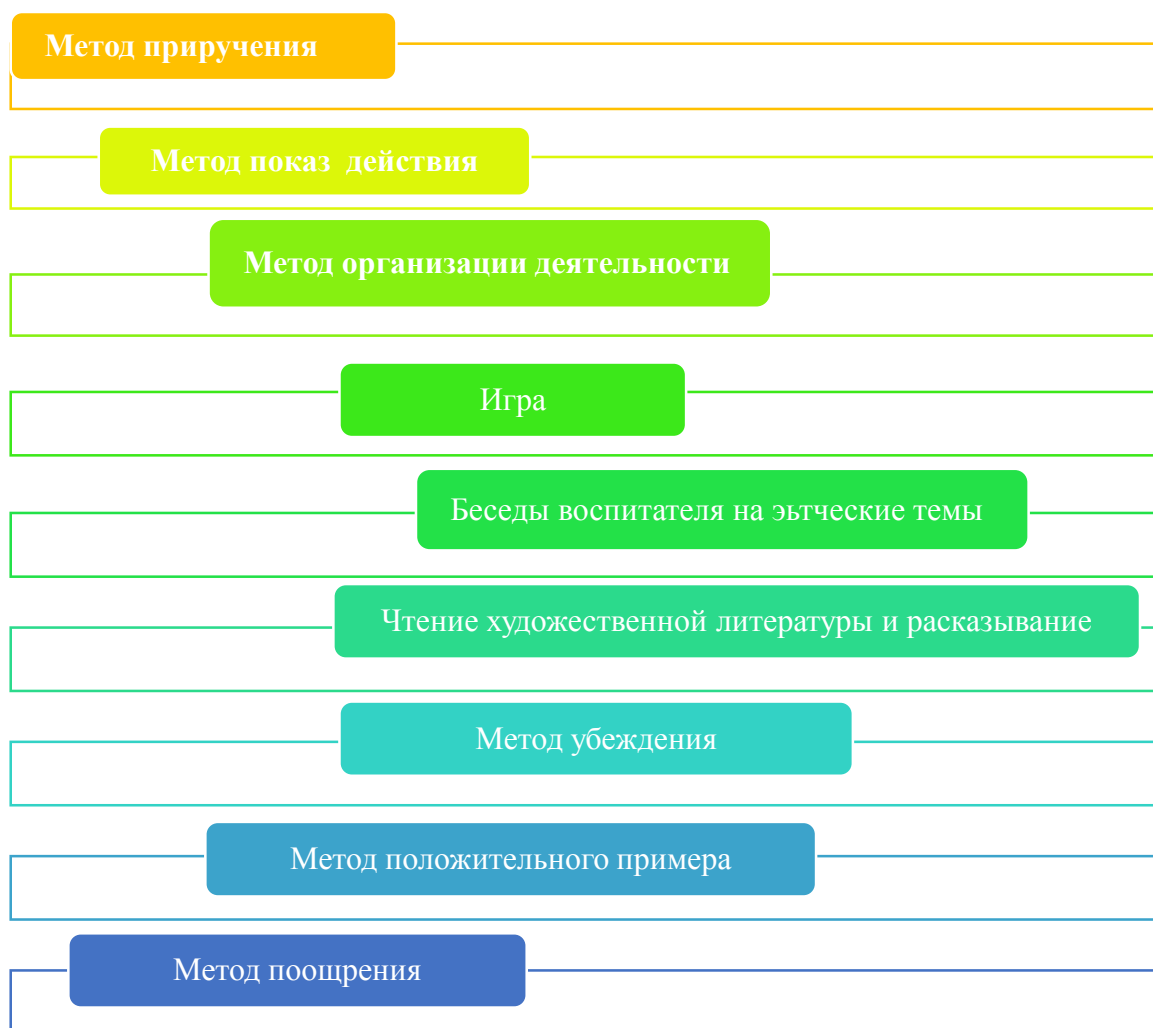 Метод приручения
Метод показ  действия
Метод организации деятельности
Игра
Беседы воспитателя на эьтческие темы
Чтение художественной литературы и расказывание
Метод убеждения
Метод положительного примера
Метод поощрения